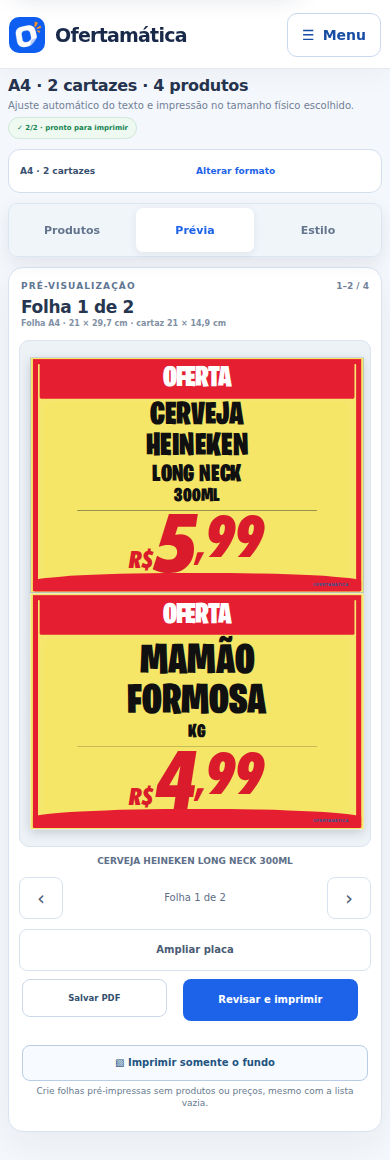 Ofertamática
☰ Menu
A4 · 2 cartazes · 4 produtos
Ajuste automático do texto e impressão no tamanho físico escolhido.
✓ 2/2 · pronto para imprimir
A4 · 2 cartazes
Alterar formato
Produtos
Prévia
Estilo
PRÉ-VISUALIZAÇÃO
1–2 / 4
Folha 1 de 2
Folha A4 · 21 × 29,7 cm · cartaz 21 × 14,9 cm
OFERTA
CERVEJA
HEINEKEN
LONG NECK
300ML
R$5,99
OFERTA
MAMÃO
FORMOSA
KG
R$4,99
CERVEJA HEINEKEN LONG NECK 300ML
‹
Folha 1 de 2
›
Ampliar placa
Salvar PDF
Revisar e imprimir
▧ Imprimir somente o fundo
Crie folhas pré-impressas sem produtos ou preços, mesmo com a lista
vazia.